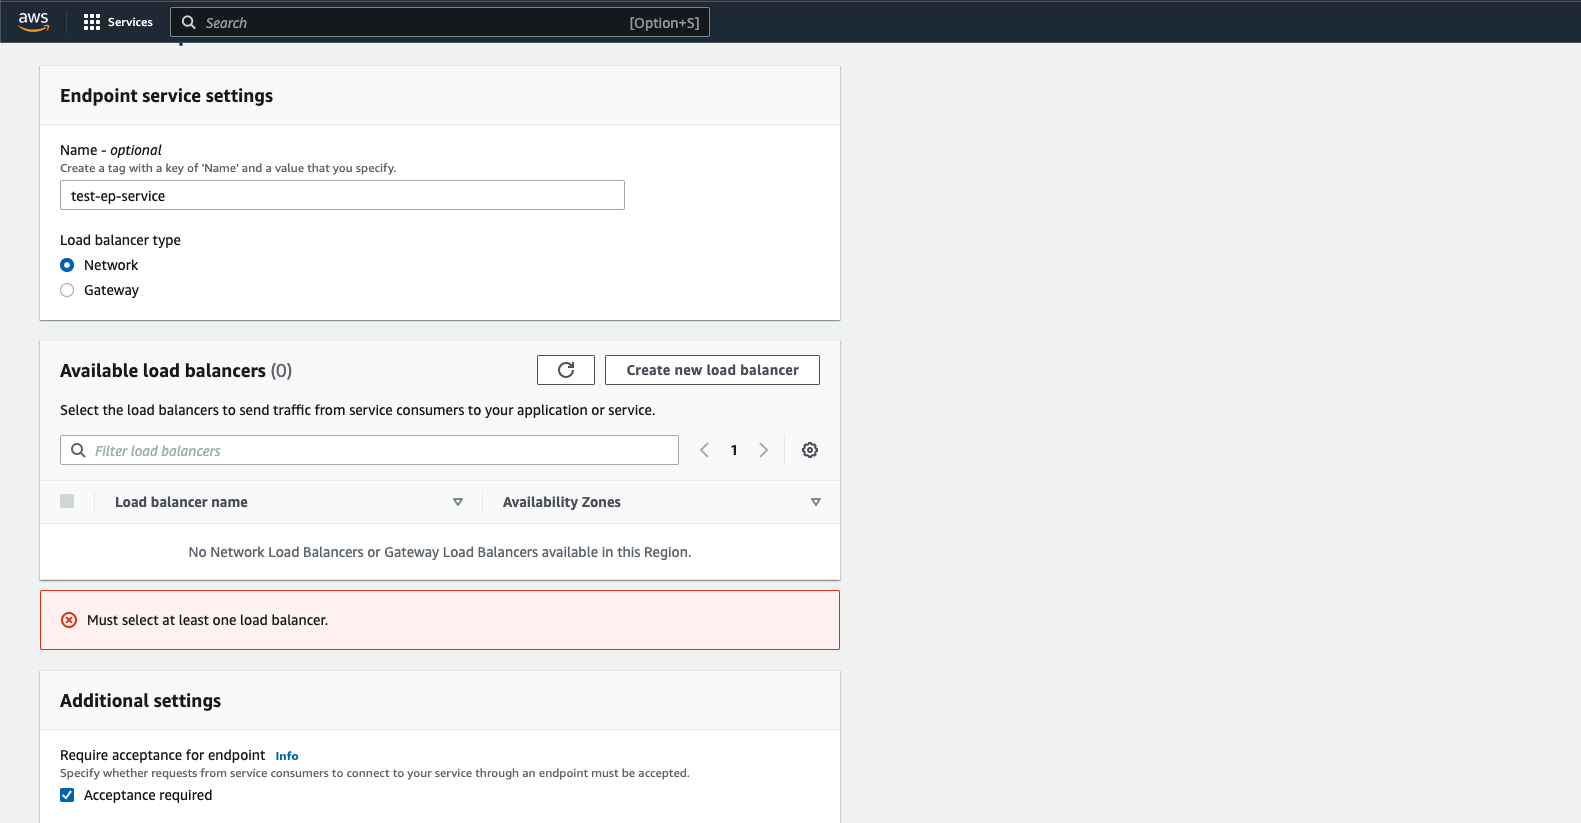 aws
Services
Search
[Option+S]
Endpoint service settings
Name - optional
Create a tag with a key of 'Name' and a value that you specify.
test-ep-service
Load balancer type
Network
Gateway
Available load balancers (0)
Create new load balancer
Select the load balancers to send traffic from service consumers to your application or service.
Filter load balancers
1
Load balancer name
Availability Zones
No Network Load Balancers or Gateway Load Balancers available in this Region.
Must select at least one load balancer.
Additional settings
Require acceptance for endpoint Info
Specify whether requests from service consumers to connect to your service through an endpoint must be accepted.
Acceptance required